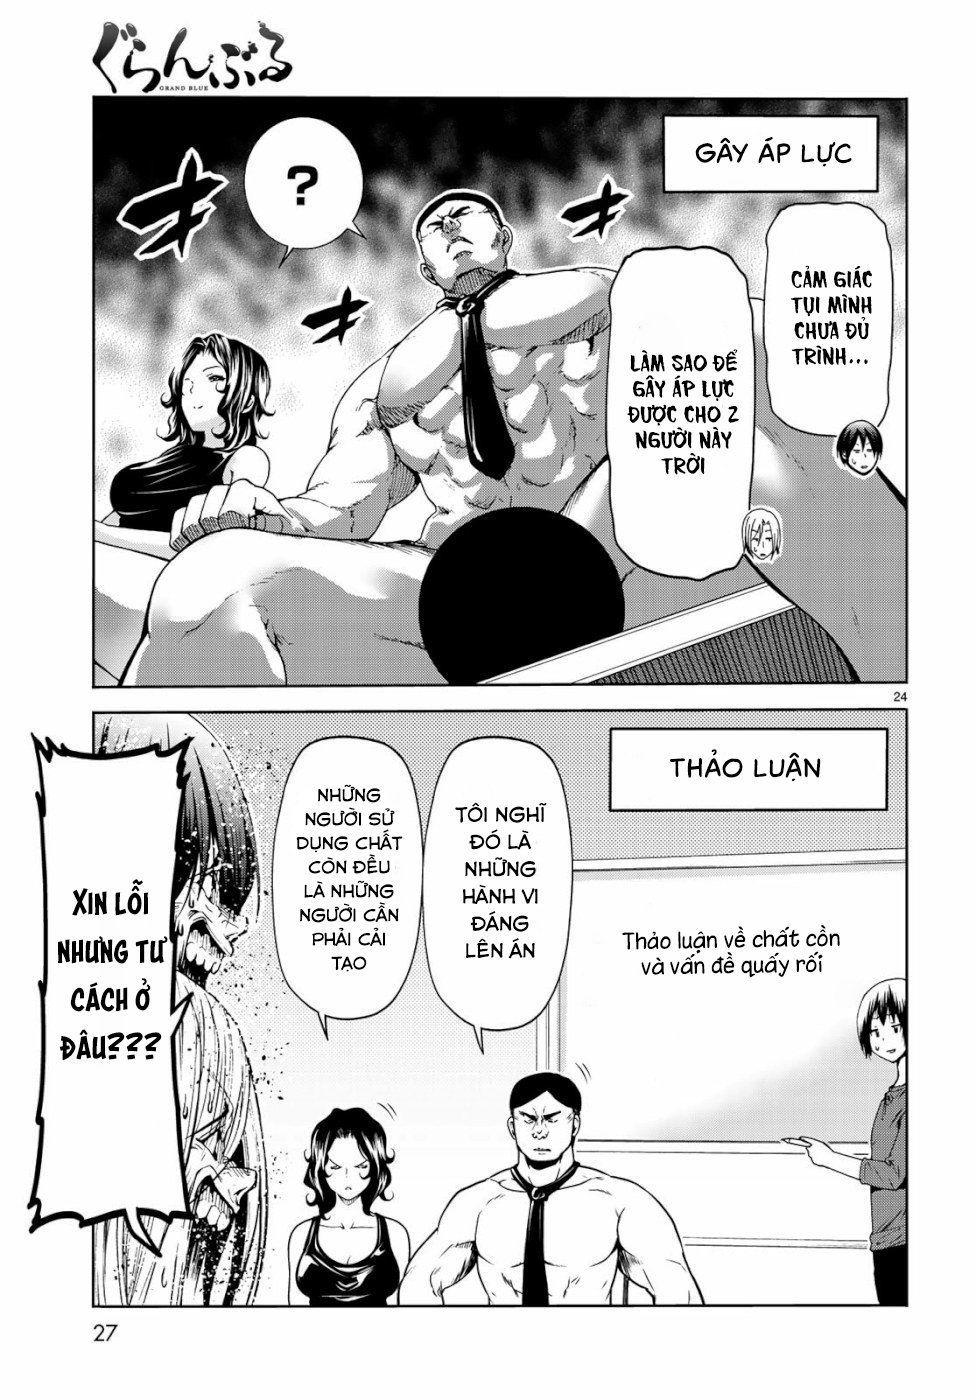 ぐらんぶる
GRAND BLUE
GÂY ÁP LỰC
CẢM GIÁC
TỤI MÌNH
CHƯA ĐỦ
TRÌNH...
?
LÀM SAO ĐỂ
GÂY ÁP LỰC
ĐƯỢC CHO 2
NGƯỜI NÀY
TRỜI
24
THẢO LUẬN
Thảo luận về chất cồn
và vấn đề quấy rối
TÔI NGHĨ
ĐÓ LÀ
NHỮNG
HÀNH VI
ĐÁNG
LÊN ÁN
NHỮNG
NGƯỜI SỬ
DỤNG CHẤT
CỒN ĐỀU
LÀ NHỮNG
NGƯỜI CẦN
PHẢI CẢI
TẠO
XIN LỖI
NHƯNG TƯ
CÁCH Ở
ĐÂU???
27